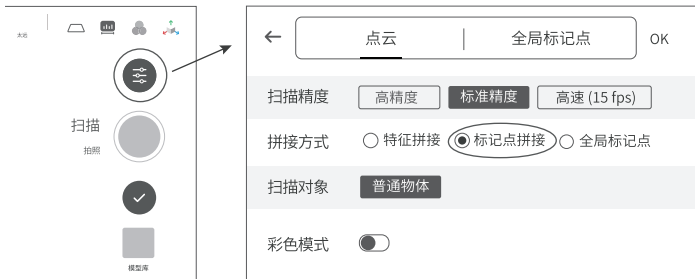 太近
扫描
拍照
模型库
点云 全局标记点 OK
扫描精度 高精度 标准精度 高速 (15 fps)
拼接方式 特征拼接 标记点拼接 全局标记点
扫描对象 普通物体
彩色模式